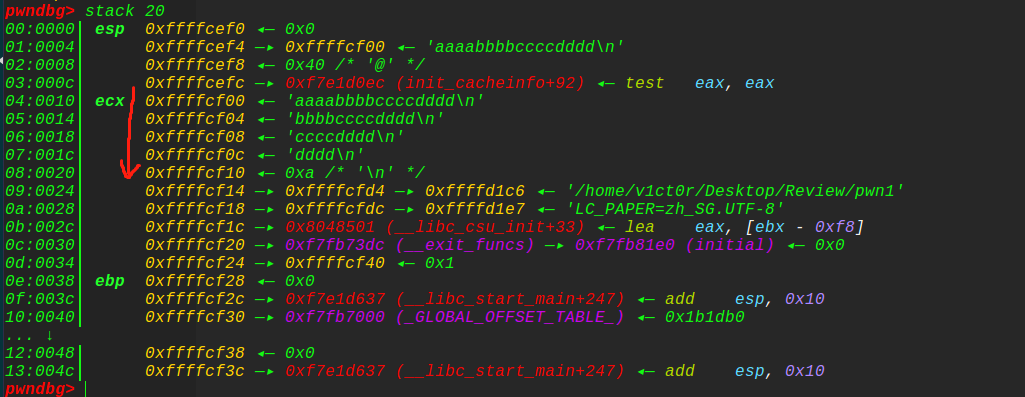 pwndbg> stack 20
00:0000│ esp 0xffffcef0 ◂— 0x0
01:0004│     0xffffcef4 —▸ 0xffffcf00 ◂— 'aaaabbbbccccdddd\n'
02:0008│     0xffffcef8 ◂— 0x40 /* '@' */
03:000c│     0xffffcefc —▸ 0xf7e1d0ec (init_cacheinfo+92) ◂— test   eax, eax
04:0010│ ecx 0xffffcf00 ◂— 'aaaabbbbccccdddd\n'
05:0014│     0xffffcf04 ◂— 'bbbbccccdddd\n'
06:0018│     0xffffcf08 ◂— 'ccccdddd\n'
07:001c│     0xffffcf0c ◂— 'dddd\n'
08:0020│     0xffffcf10 ◂— 0xa /* '\n' */
09:0024│     0xffffcf14 —▸ 0xffffcfd4 —▸ 0xffffd1c6 ◂— '/home/v1ct0r/Desktop/Review/pwn1'
0a:0028│     0xffffcf18 —▸ 0xffffcfdc —▸ 0xffffd1e7 ◂— 'LC_PAPER=zh_SG.UTF-8'
0b:002c│     0xffffcf1c —▸ 0x8048501 (__libc_csu_init+33) ◂— lea    eax, [ebx - 0xf8]
0c:0030│     0xffffcf20 —▸ 0xf7fb73dc (__exit_funcs) —▸ 0xf7fb81e0 (initial) ◂— 0x0
0d:0034│     0xffffcf24 —▸ 0xffffcf40 ◂— 0x1
0e:0038│ ebp 0xffffcf28 ◂— 0x0
0f:003c│     0xffffcf2c —▸ 0xf7e1d637 (__libc_start_main+247) ◂— add    esp, 0x10
10:0040│     0xffffcf30 —▸ 0xf7fb7000 (_GLOBAL_OFFSET_TABLE_) ◂— 0x1b1db0
... ↓
12:0048│     0xffffcf38 ◂— 0x0
13:004c│     0xffffcf3c —▸ 0xf7e1d637 (__libc_start_main+247) ◂— add    esp, 0x10
pwndbg>